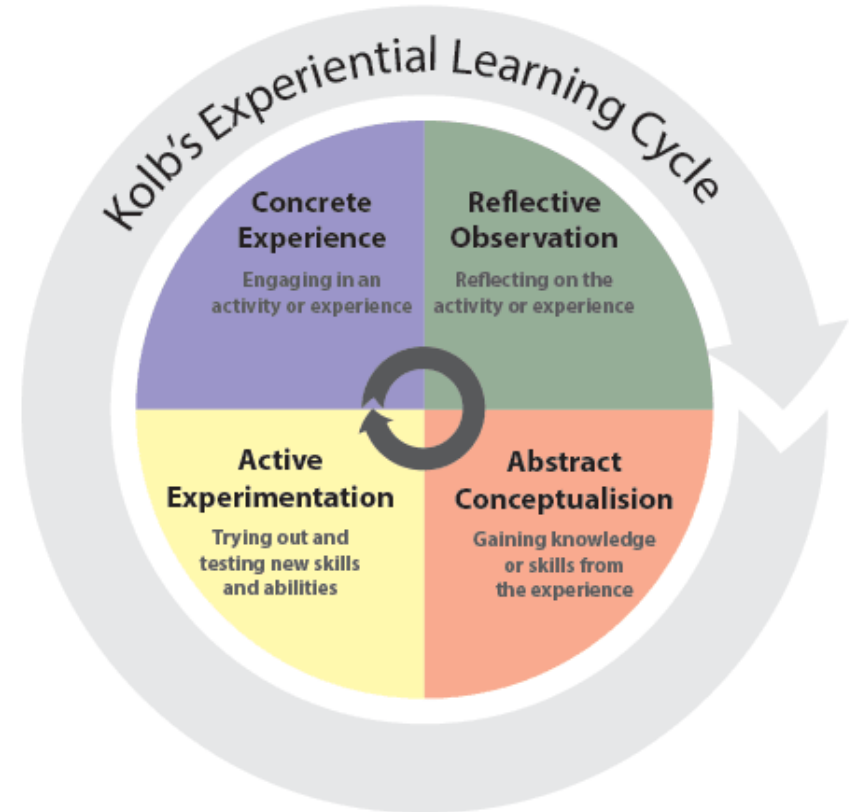 Kolb's Experiential Learning Cycle
Concrete
Experience
Engaging in an
activity or experience
Reflective
Observation
Reflecting on the
activity or experience
Active
Experimentation
Trying out and
testing new skills
and abilities
Abstract
Conceptualision
Gaining knowledge
or skills from
the experience